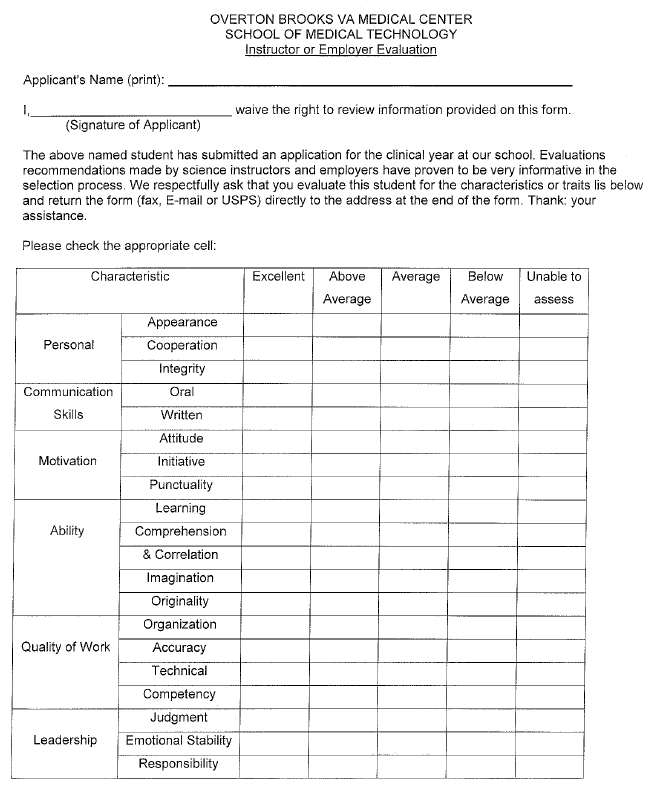 OVERTON BROOKS VA MEDICAL CENTER
SCHOOL OF MEDICAL TECHNOLOGY
Instructor or Employer Evaluation
Applicant's Name (print):
I, waive the right to review information provided on this form.
(Signature of Applicant)
The above named student has submitted an application for the clinical year at our school. Evaluations
recommendations made by science instructors and employers have proven to be very informative in the
selection process. We respectfully ask that you evaluate this student for the characteristics or traits lis below
and return the form (fax, E-mail or USPS) directly to the address at the end of the form. Thank: your
assistance.
Please check the appropriate cell:
Characteristic Excellent Above Average Below Unable to
Average Average assess
Appearance
Personal Cooperation
Integrity
Communication Oral
Skills Written
Attitude
Motivation Initiative
Punctuality
Learning
Ability Comprehension
& Correlation
Imagination
Originality
Organization
Quality of Work Accuracy
Technical
Competency
Judgment
Leadership Emotional Stability
Responsibility